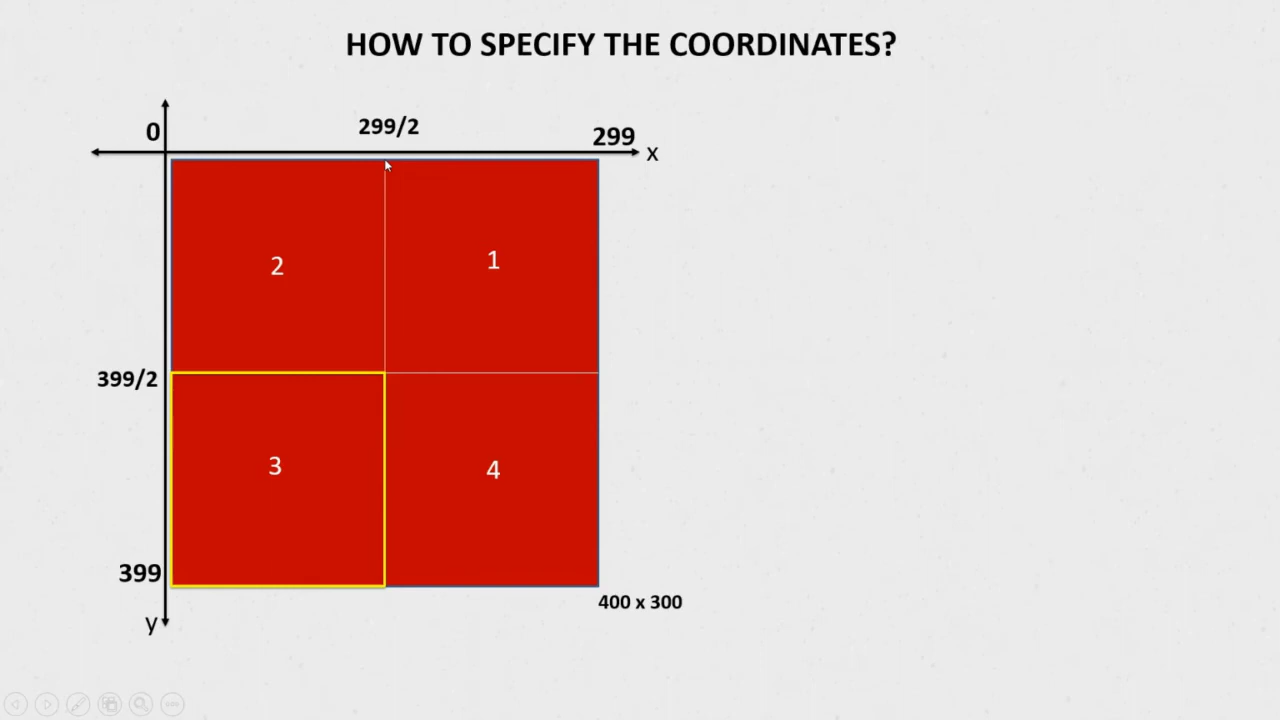 HOW TO SPECIFY THE COORDINATES?
0
299/2
299
x
2
1
399/2
3
4
399
400 x 300
y